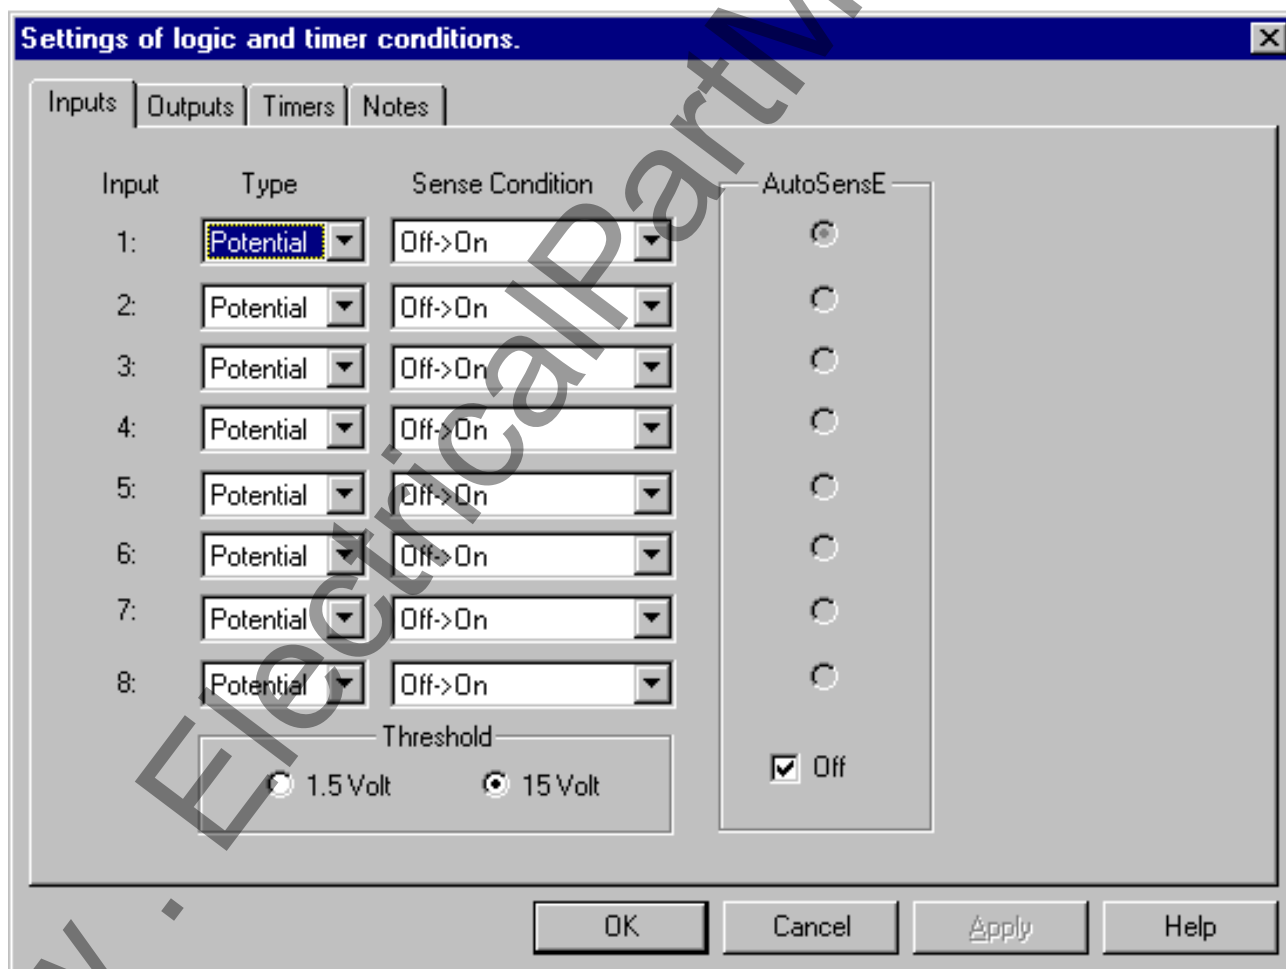 Settings of logic and timer conditions.
Inputs Outputs Timers Notes
Input Type Sense Condition AutoSensE
1: Potential Off->On
2: Potential Off->On
3: Potential Off->On
4: Potential Off->On
5: Potential Off->On
6: Potential Off->On
7: Potential Off->On
8: Potential Off->On
Threshold
1.5 Volt 15 Volt Off
OK Cancel Apply Help
. ElectricalPart